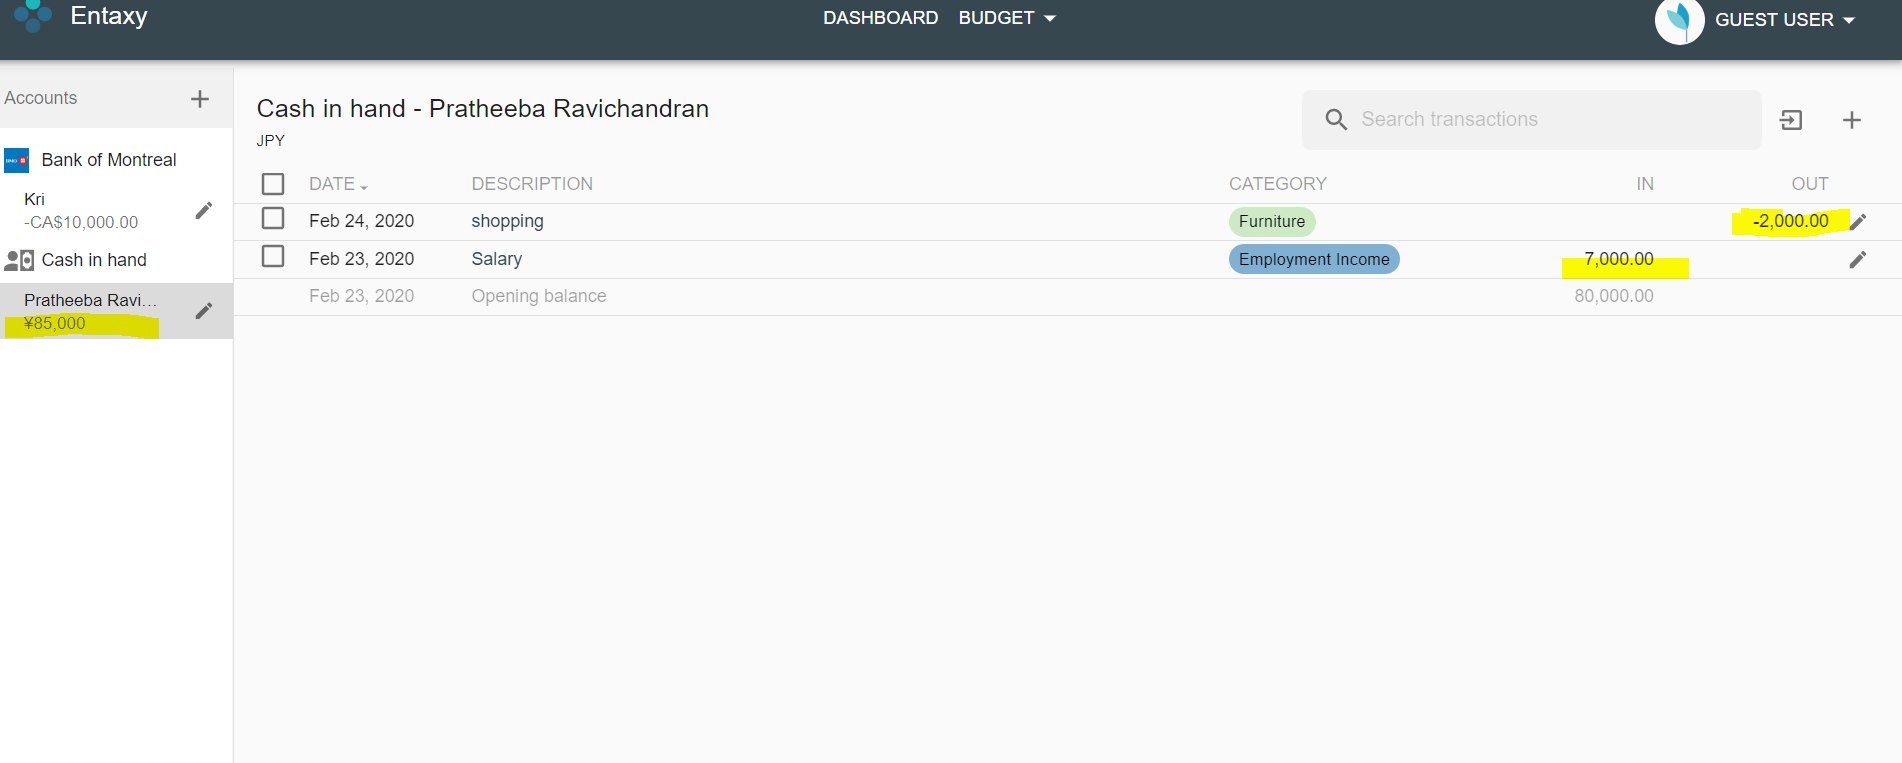 Entaxy
DASHBOARD BUDGET
GUEST USER
Accounts
Bank of Montreal
Kri
-CA$10,000.00
Cash in hand
Pratheeba Ravi...
¥85,000
Cash in hand - Pratheeba Ravichandran
JPY
Search transactions
DATE DESCRIPTION CATEGORY IN OUT
Feb 24, 2020 shopping Furniture -2,000.00
Feb 23, 2020 Salary Employment Income 7,000.00
Feb 23, 2020 Opening balance 80,000.00